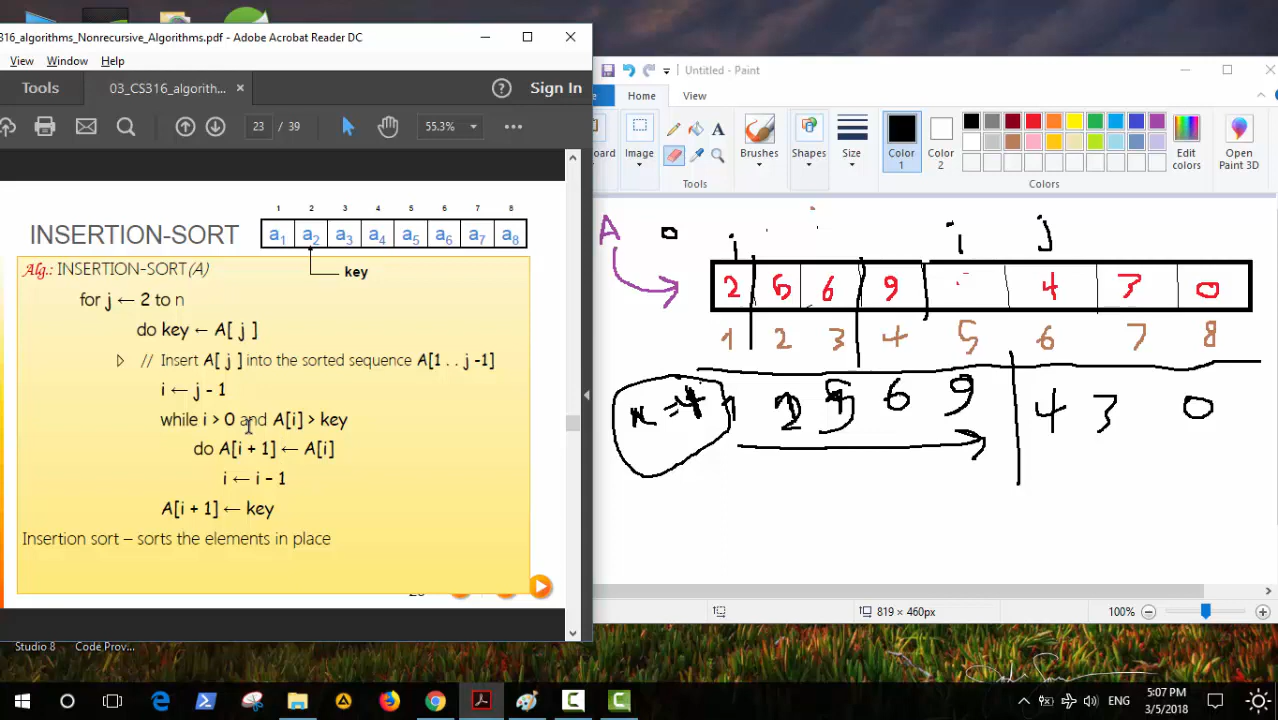 316_algorithms_Nonrecursive_Algorithms.pdf - Adobe Acrobat Reader DC
View Window Help
Tools 03_CS316_algorith... × Sign In
23 / 39 55.3%
1 2 3 4 5 6 7 8
INSERTION-SORT a1 a2 a3 a4 a5 a6 a7 a8
key
Alg.: INSERTION-SORT(A)
for j ← 2 to n
do key ← A[ j ]
▷ // Insert A[ j ] into the sorted sequence A[1 . . j -1]
i ← j - 1
while i > 0 and A[i] > key
do A[i + 1] ← A[i]
i ← i - 1
A[i + 1] ← key
Insertion sort – sorts the elements in place
Untitled - Paint
Home View
Image
Tools
Brushes
Shapes
Size
Color 1
Color 2
Colors
Edit colors
Open Paint 3D
A 0 i i j
2 5 6 9 4 3 0
1 2 3 4 5 6 7 8
x = 4 1 2 5 6 9 4 3 0
819 × 460px 100%
Studio 8 Code Prov...
ENG 5:07 PM
3/5/2018